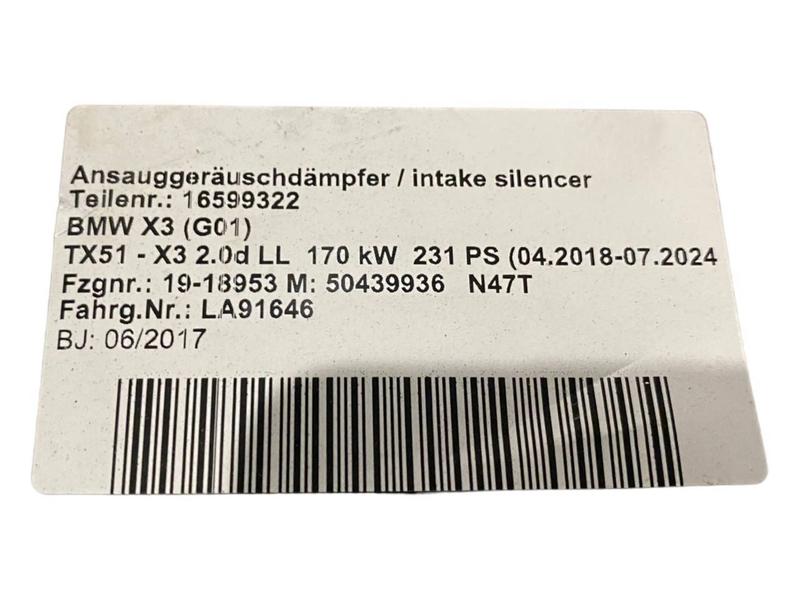 Ansauggeräuschdämpfer / intake silencer
Teilenr.: 16599322
BMW X3 (G01)
TX51 - X3 2.0d LL 170 kW 231 PS (04.2018-07.2024
Fzgnr.: 19-18953 M: 50439936 N47T
Fahrg.Nr.: LA91646
BJ: 06/2017